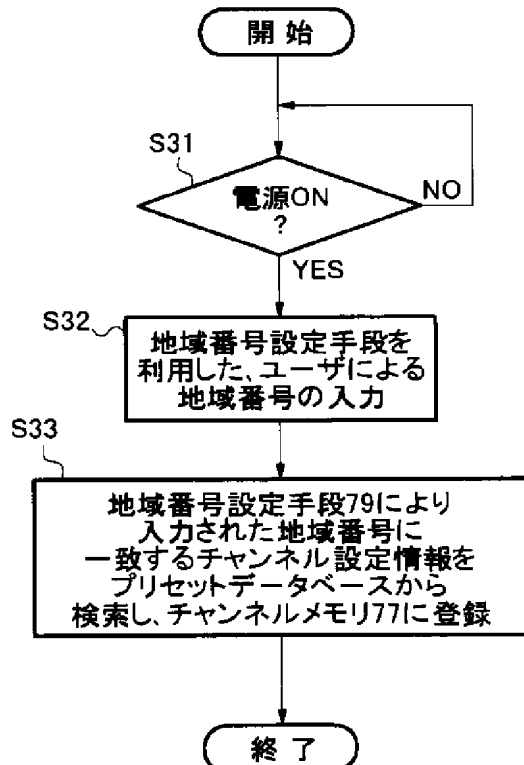 開始
S31
電源ON
?
NO
YES
S32
地域番号設定手段を
利用した、ユーザによる
地域番号の入力
S33
地域番号設定手段79により
入力された地域番号に
一致するチャンネル設定情報を
プリセットデータベースから
検索し、チャンネルメモリ77に登録
終了